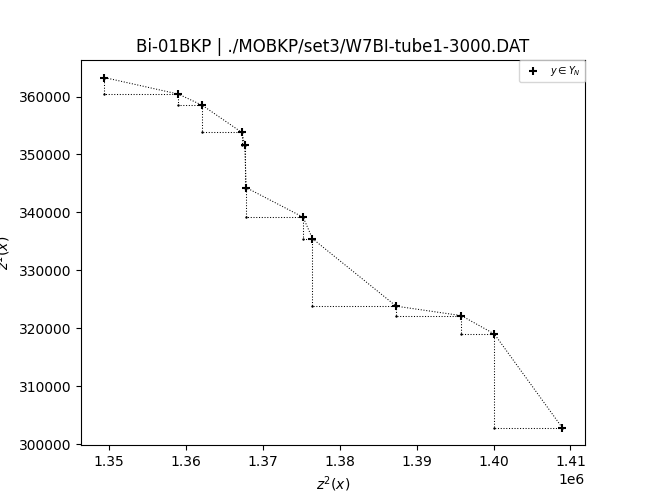 Bi-01BKP | ./MOBKP/set3/W7BI-tube1-3000.DAT
y ∈ Y_N
360000
350000
340000
330000
320000
310000
300000
1.35 1.36 1.37 1.38 1.39 1.40 1.41
1e6
z²(x)